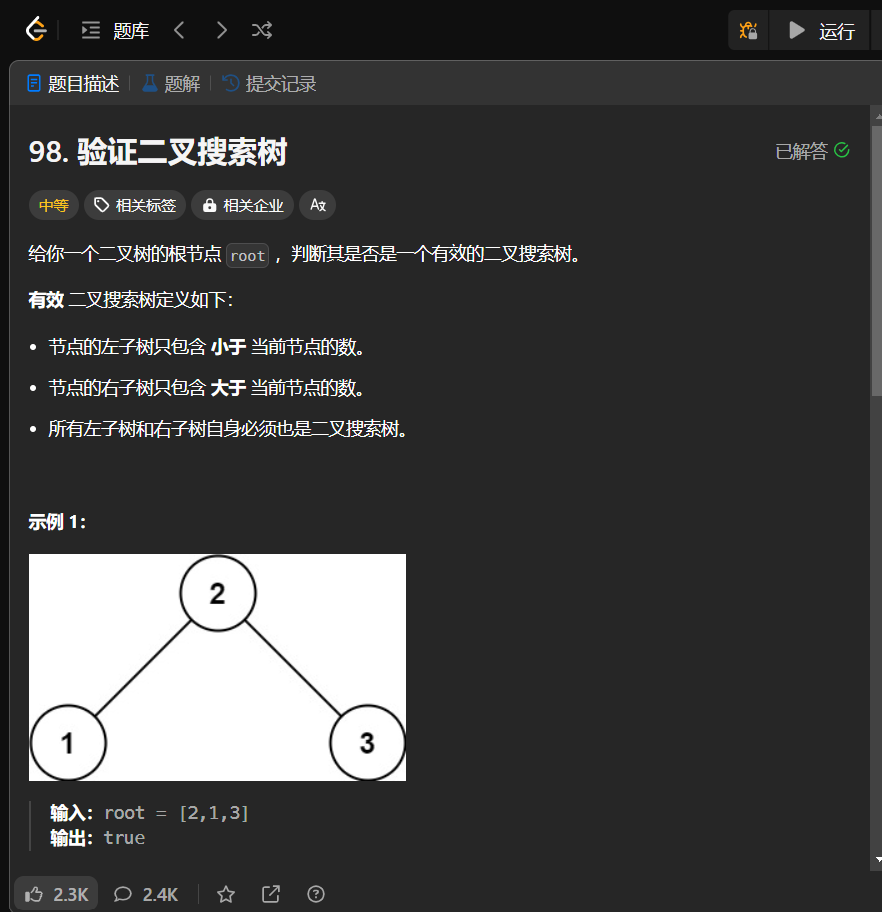 题库
运行
题目描述 题解 提交记录
98. 验证二叉搜索树
已解答
中等 相关标签 相关企业
给你一个二叉树的根节点 root ，判断其是否是一个有效的二叉搜索树。
有效 二叉搜索树定义如下：
• 节点的左子树只包含 小于 当前节点的数。
• 节点的右子树只包含 大于 当前节点的数。
• 所有左子树和右子树自身必须也是二叉搜索树。
示例 1：
2
1 3
输入：root = [2,1,3]
输出：true
2.3K 2.4K